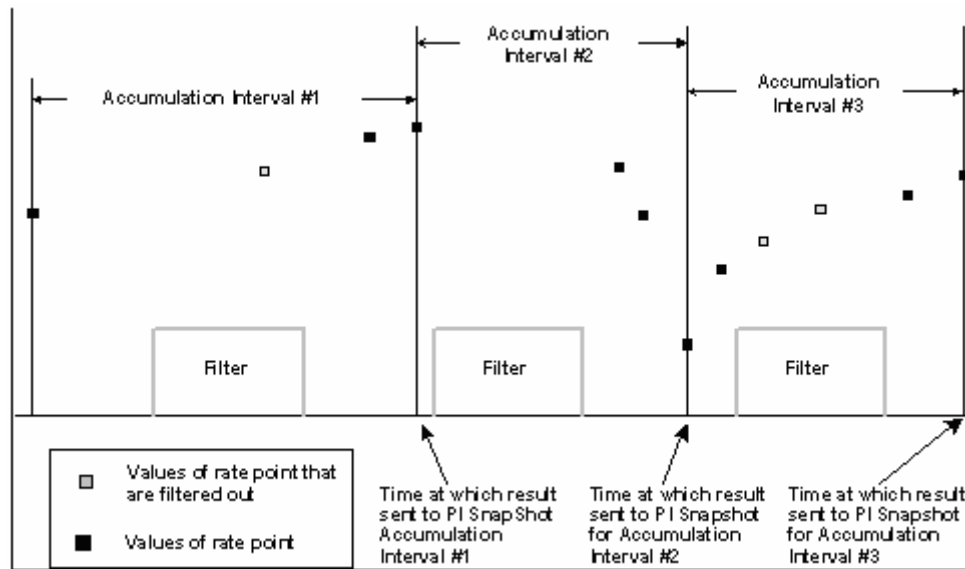 Accumulation
Interval #2
Accumulation Interval #1
Accumulation
Interval #3
Filter
Filter
Filter
Values of rate point that
are filtered out
Values of rate point
Time at which result
sent to PI SnapShot
Accumulation
Interval #1
Time at which result
sent to PI Snapshot
for Accumulation
Interval #2
Time at which result
sent to PI Snapshot
for Accumulation
Interval #3